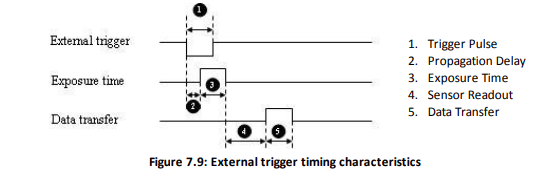 1
External trigger
Exposure time
3
2
Data transfer
4
5
1. Trigger Pulse
2. Propagation Delay
3. Exposure Time
4. Sensor Readout
5. Data Transfer
Figure 7.9: External trigger timing characteristics